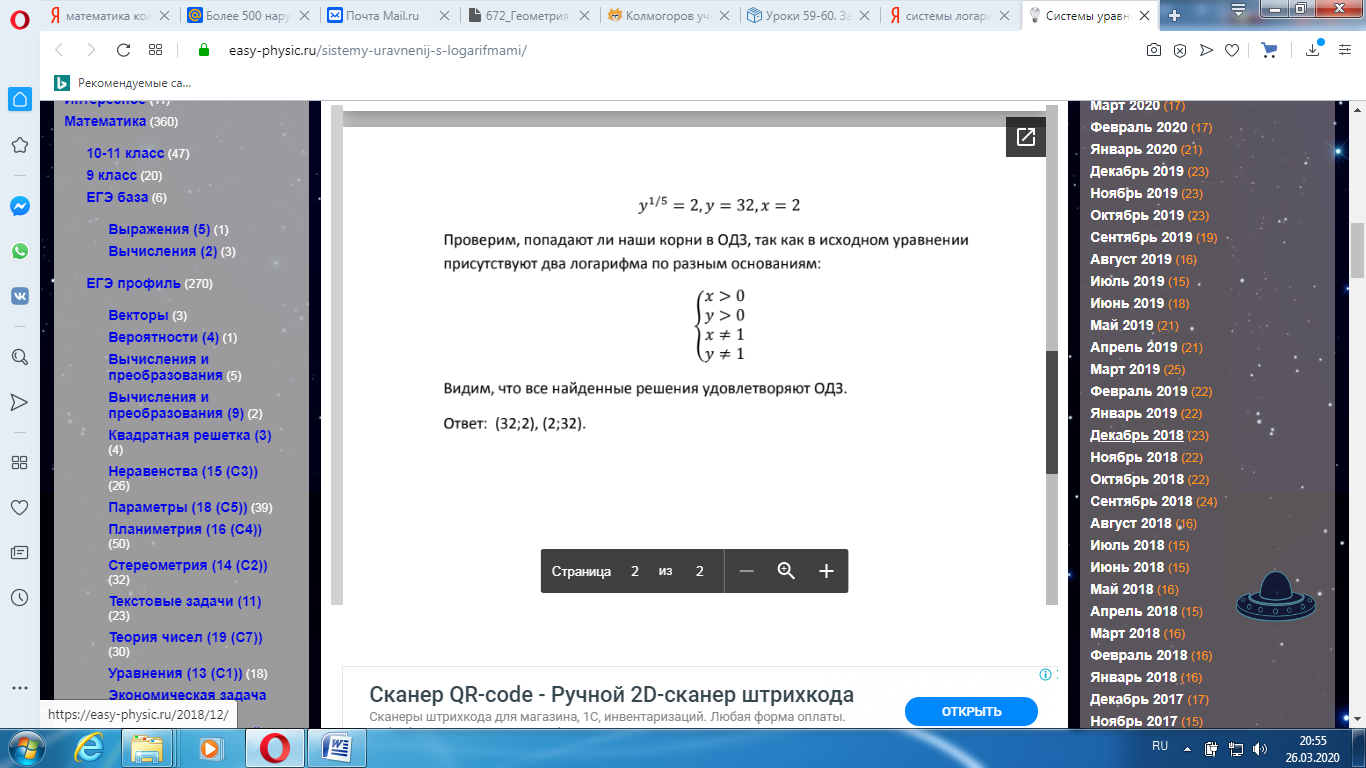 математика кол
Более 500 нару
Почта Mail.ru
672_Геометрия
Колмогоров уч
Уроки 59-60. За
системы логар
Системы уравн
easy-physic.ru/sistemy-uravnenij-s-logarifmami/
Рекомендуемые са...
Интересное (11)
Математика (360)
10-11 класс (47)
9 класс (20)
ЕГЭ база (6)
Выражения (5) (1)
Вычисления (2) (3)
ЕГЭ профиль (270)
Векторы (3)
Вероятности (4) (1)
Вычисления и
преобразования (5)
Вычисления и
преобразования (9) (2)
Квадратная решетка (3)
(4)
Неравенства (15 (С3))
(26)
Параметры (18 (С5)) (39)
Планиметрия (16 (С4))
(50)
Стереометрия (14 (С2))
(32)
Текстовые задачи (11)
(23)
Теория чисел (19 (С7))
(30)
Уравнения (13 (С1)) (18)
Экономическая задача
https://easy-physic.ru/2018/12/
y^{1/5} = 2, y = 32, x = 2
Проверим, попадают ли наши корни в ОДЗ, так как в исходном уравнении
присутствуют два логарифма по разным основаниям:
x > 0
y > 0
x ≠ 1
y ≠ 1
Видим, что все найденные решения удовлетворяют ОДЗ.
Ответ: (32;2), (2;32).
Страница 2 из 2
Сканер QR-code - Ручной 2D-сканер штрихкода
Сканеры штрихкода для магазина, 1С, инвентаризаций. Любая форма оплаты.
ОТКРЫТЬ
Март 2020 (17)
Февраль 2020 (17)
Январь 2020 (21)
Декабрь 2019 (23)
Ноябрь 2019 (23)
Октябрь 2019 (23)
Сентябрь 2019 (19)
Август 2019 (16)
Июль 2019 (15)
Июнь 2019 (18)
Май 2019 (21)
Апрель 2019 (21)
Март 2019 (25)
Февраль 2019 (22)
Январь 2019 (22)
Декабрь 2018 (23)
Ноябрь 2018 (22)
Октябрь 2018 (22)
Сентябрь 2018 (24)
Август 2018 (16)
Июль 2018 (15)
Июнь 2018 (15)
Май 2018 (16)
Апрель 2018 (15)
Март 2018 (16)
Февраль 2018 (16)
Январь 2018 (16)
Декабрь 2017 (17)
Ноябрь 2017 (15)
RU
20:55
26.03.2020